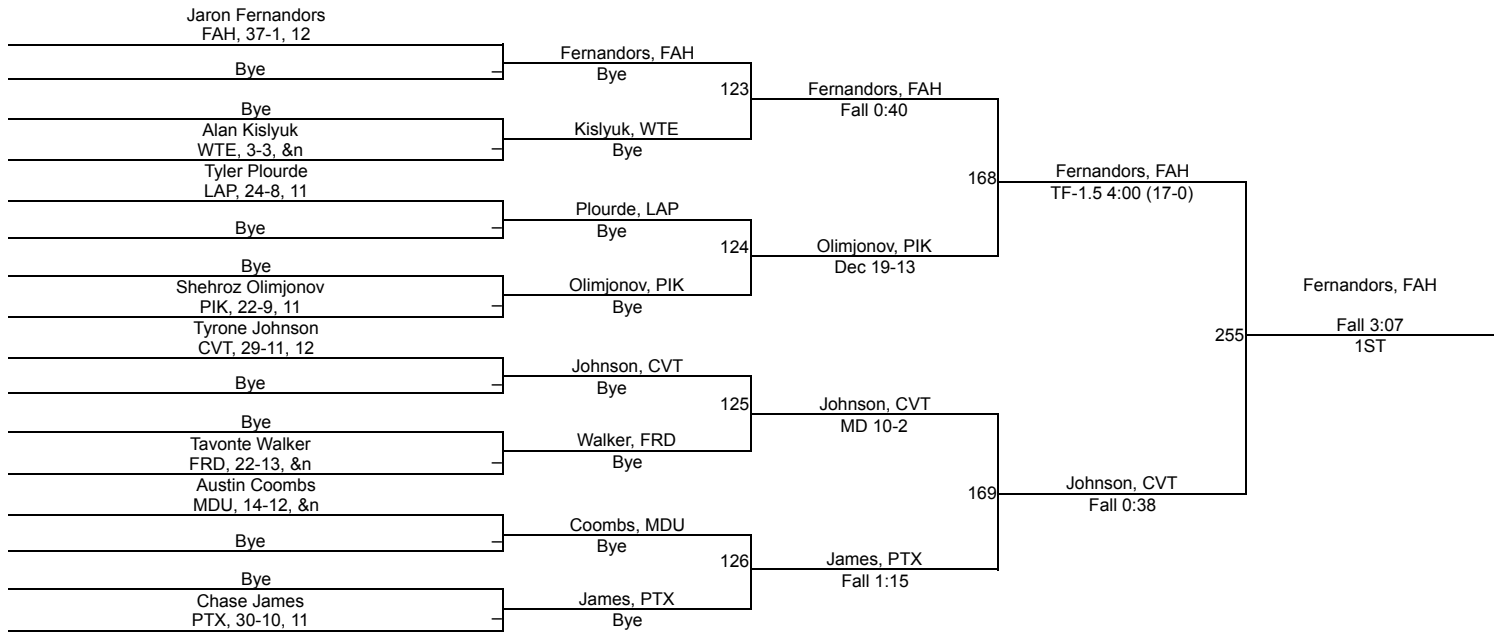 Jaron Fernandors
FAH, 37-1, 12
Bye
Bye
Alan Kislyuk
WTE, 3-3, &n
Tyler Plourde
LAP, 24-8, 11
Bye
Bye
Shehroz Olimjonov
PIK, 22-9, 11
Tyrone Johnson
CVT, 29-11, 12
Bye
Bye
Tavonte Walker
FRD, 22-13, &n
Austin Coombs
MDU, 14-12, &n
Bye
Bye
Chase James
PTX, 30-10, 11
Fernandors, FAH
Bye
Kislyuk, WTE
Bye
Plourde, LAP
Bye
Olimjonov, PIK
Bye
Johnson, CVT
Bye
Walker, FRD
Bye
Coombs, MDU
Bye
James, PTX
Bye
123
124
125
126
Fernandors, FAH
Fall 0:40
Olimjonov, PIK
Dec 19-13
Johnson, CVT
MD 10-2
James, PTX
Fall 1:15
168
169
Fernandors, FAH
TF-1.5 4:00 (17-0)
Johnson, CVT
Fall 0:38
255
Fernandors, FAH
Fall 3:07
1ST